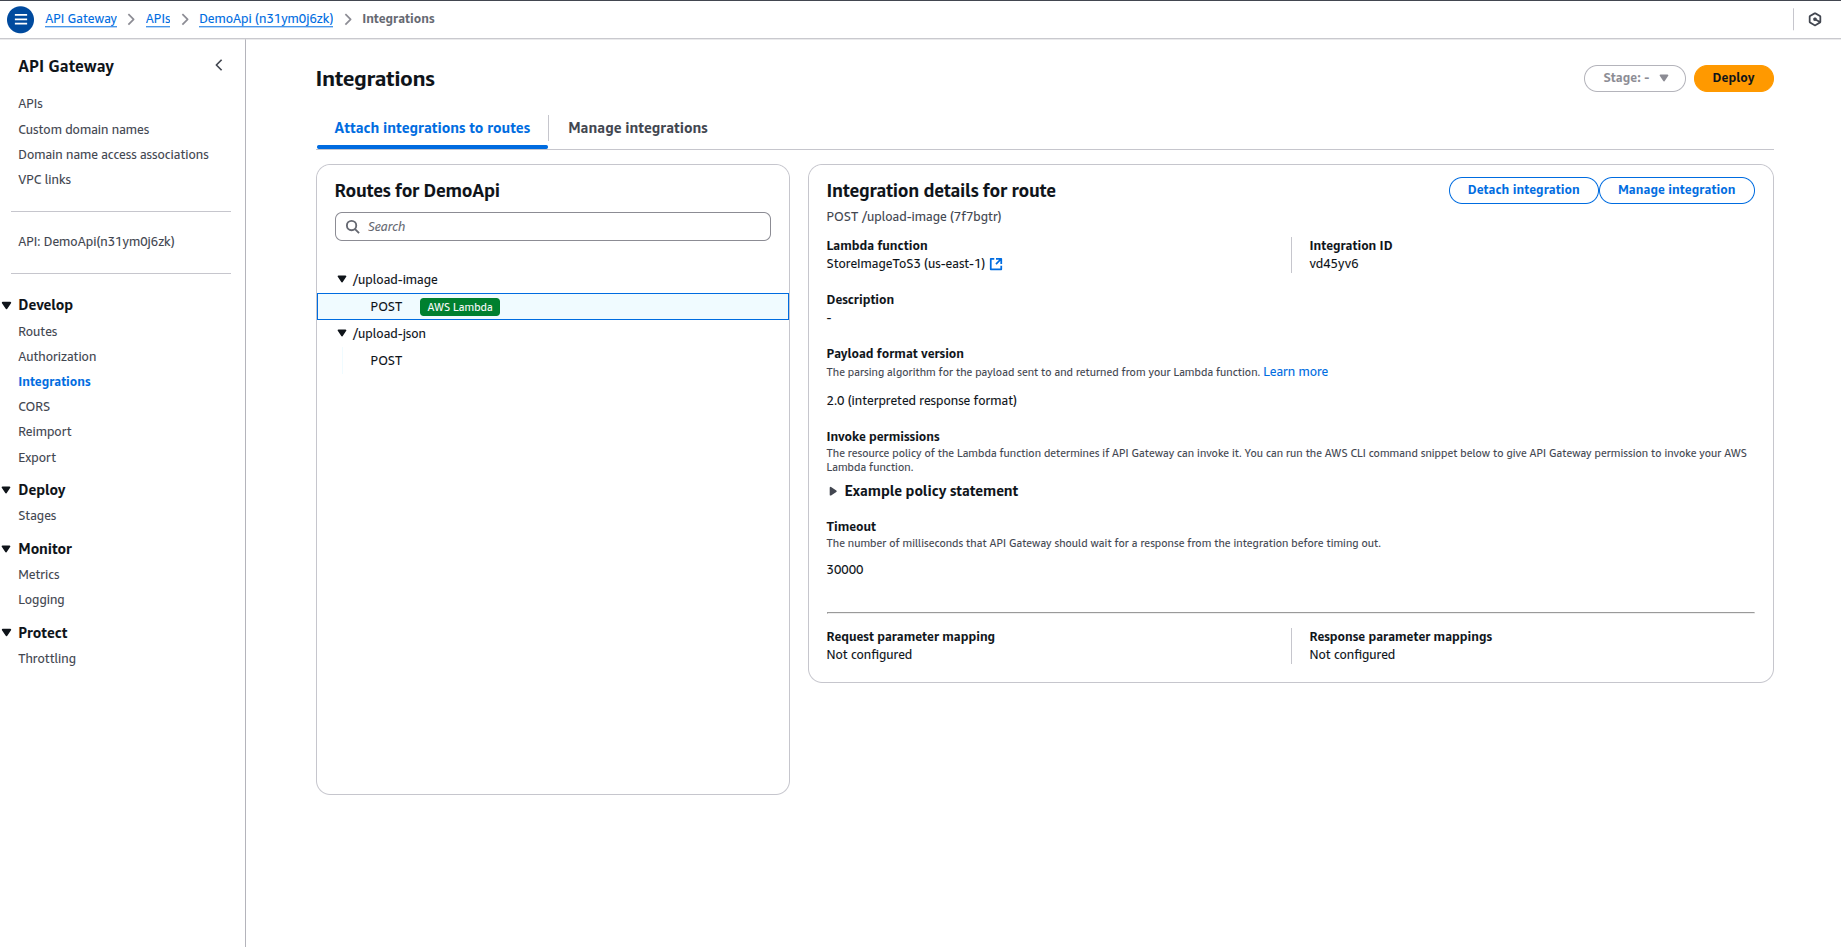 API Gateway > APIs > DemoApi (n31ym0j6zk) > Integrations
API Gateway
APIs
Custom domain names
Domain name access associations
VPC links
API: DemoApi(n31ym0j6zk)
Develop
Routes
Authorization
Integrations
CORS
Reimport
Export
Deploy
Stages
Monitor
Metrics
Logging
Protect
Throttling
Integrations
Stage: -
Deploy
Attach integrations to routes
Manage integrations
Routes for DemoApi
Search
/upload-image
POST AWS Lambda
/upload-json
POST
Integration details for route
Detach integration
Manage integration
POST /upload-image (7f7bgtr)
Lambda function
StoreImageToS3 (us-east-1)
Integration ID
vd45yv6
Description
-
Payload format version
The parsing algorithm for the payload sent to and returned from your Lambda function. Learn more
2.0 (interpreted response format)
Invoke permissions
The resource policy of the Lambda function determines if API Gateway can invoke it. You can run the AWS CLI command snippet below to give API Gateway permission to invoke your AWS
Lambda function.
Example policy statement
Timeout
The number of milliseconds that API Gateway should wait for a response from the integration before timing out.
30000
Request parameter mapping
Not configured
Response parameter mappings
Not configured